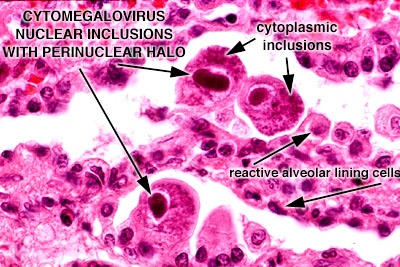 CYTOMEGALOVIRUS
NUCLEAR INCLUSIONS
WITH PERINUCLEAR HALO
cytoplasmic
inclusions
reactive alveolar lining cells